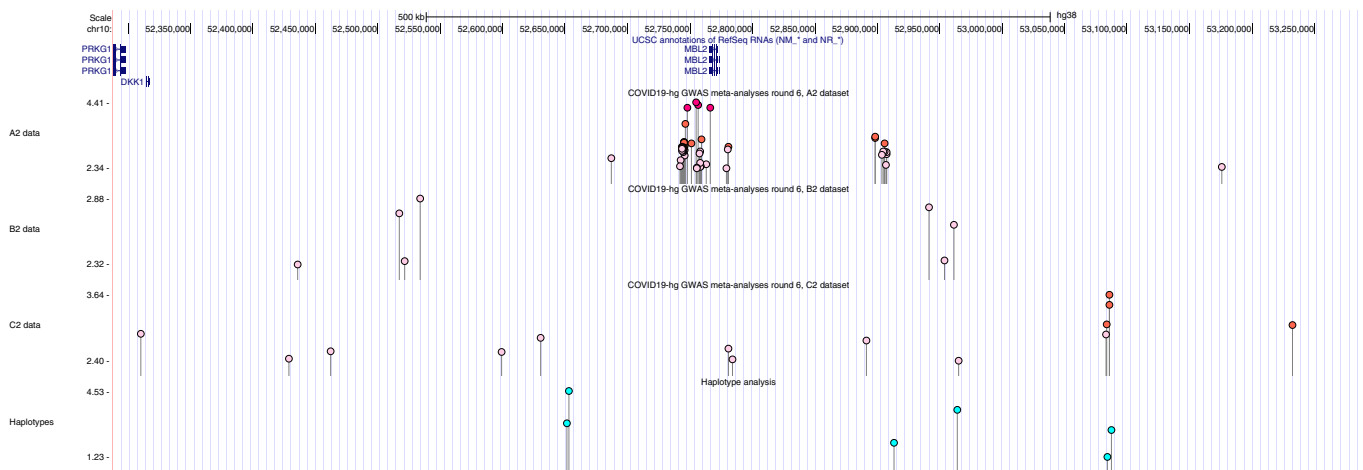 Scale 500 kb hg38
chr10: 52,350,000 52,400,000 52,450,000 52,500,000 52,550,000 52,600,000 52,650,000 52,700,000 52,750,000 52,800,000 52,850,000 52,900,000 52,950,000 53,000,000 53,050,000 53,100,000 53,150,000 53,200,000 53,250,000
UCSC annotations of RefSeq RNAs (NM_* and NR_*)
PRKG1 MBL2
PRKG1 MBL2
PRKG1 MBL2
DKK1
COVID19-hg GWAS meta-analyses round 6, A2 dataset
4.41 -
A2 data
2.34 -
COVID19-hg GWAS meta-analyses round 6, B2 dataset
2.88 -
B2 data
2.32 -
COVID19-hg GWAS meta-analyses round 6, C2 dataset
3.64 -
C2 data
2.40 -
Haplotype analysis
4.53 -
Haplotypes
1.23 -